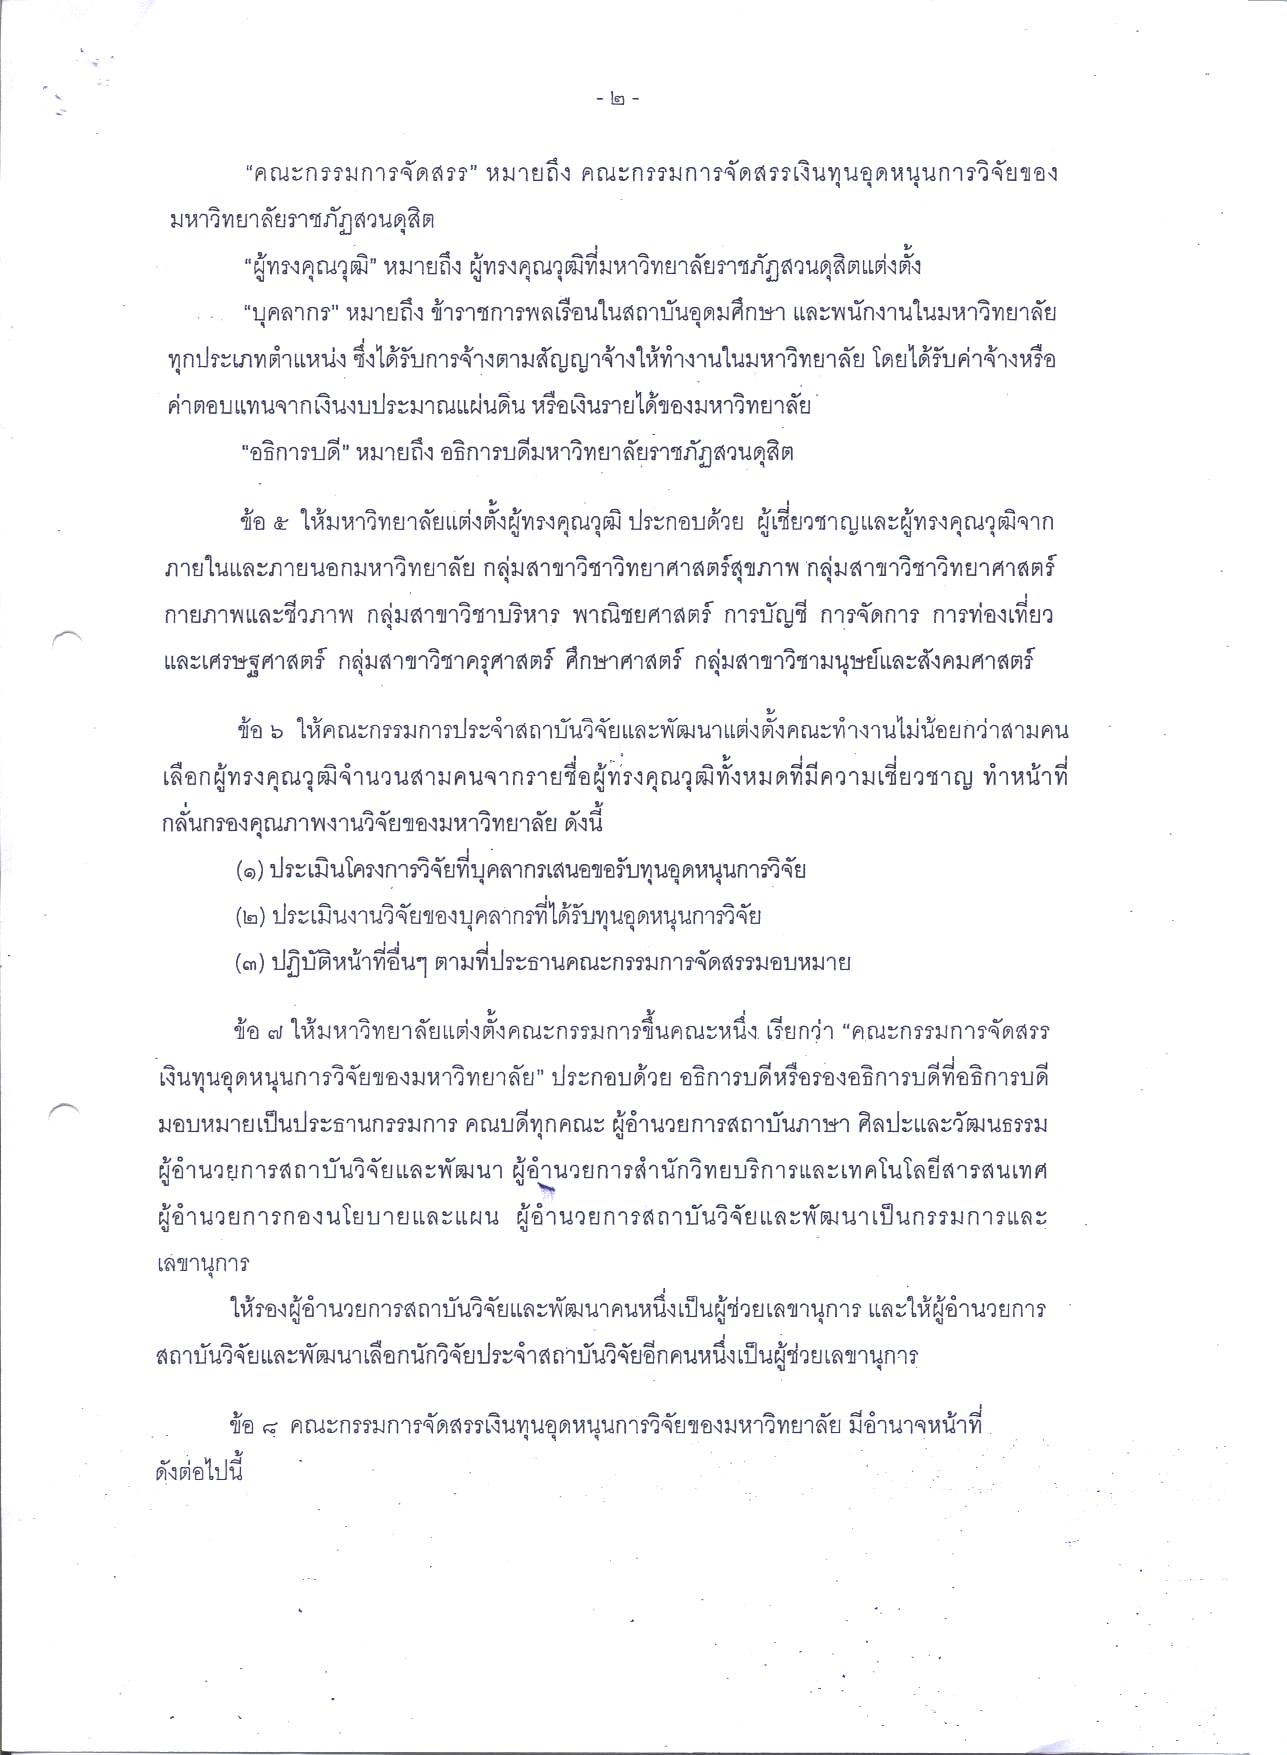 - ๒ -
“คณะกรรมการจัดสรร” หมายถึง คณะกรรมการจัดสรรเงินทุนอุดหนุนการวิจัยของ
มหาวิทยาลัยราชภัฏสวนดุสิต
“ผู้ทรงคุณวุฒิ” หมายถึง ผู้ทรงคุณวุฒิที่มหาวิทยาลัยราชภัฏสวนดุสิตแต่งตั้ง
“บุคลากร” หมายถึง ข้าราชการพลเรือนในสถาบันอุดมศึกษา และพนักงานในมหาวิทยาลัย
ทุกประเภทตำแหน่ง ซึ่งได้รับการจ้างตามสัญญาจ้างให้ทำงานในมหาวิทยาลัย โดยได้รับค่าจ้างหรือ
ค่าตอบแทนจากเงินงบประมาณแผ่นดิน หรือเงินรายได้ของมหาวิทยาลัย
“อธิการบดี” หมายถึง อธิการบดีมหาวิทยาลัยราชภัฏสวนดุสิต
ข้อ ๕ ให้มหาวิทยาลัยแต่งตั้งผู้ทรงคุณวุฒิ ประกอบด้วย ผู้เชี่ยวชาญและผู้ทรงคุณวุฒิจาก
ภายในและภายนอกมหาวิทยาลัย กลุ่มสาขาวิชาวิทยาศาสตร์สุขภาพ กลุ่มสาขาวิชาวิทยาศาสตร์
กายภาพและชีวภาพ กลุ่มสาขาวิชาบริหาร พาณิชยศาสตร์ การบัญชี การจัดการ การท่องเที่ยว
และเศรษฐศาสตร์ กลุ่มสาขาวิชาครุศาสตร์ ศึกษาศาสตร์ กลุ่มสาขาวิชามนุษย์และสังคมศาสตร์
ข้อ ๖ ให้คณะกรรมการประจำสถาบันวิจัยและพัฒนาแต่งตั้งคณะทำงานไม่น้อยกว่าสามคน
เลือกผู้ทรงคุณวุฒิจำนวนสามคนจากรายชื่อผู้ทรงคุณวุฒิทั้งหมดที่มีความเชี่ยวชาญ ทำหน้าที่
กลั่นกรองคุณภาพงานวิจัยของมหาวิทยาลัย ดังนี้
(๑) ประเมินโครงการวิจัยที่บุคลากรเสนอขอรับทุนอุดหนุนการวิจัย
(๒) ประเมินงานวิจัยของบุคลากรที่ได้รับทุนอุดหนุนการวิจัย
(๓) ปฏิบัติหน้าที่อื่นๆ ตามที่ประธานคณะกรรมการจัดสรรมอบหมาย
ข้อ ๗ ให้มหาวิทยาลัยแต่งตั้งคณะกรรมการขึ้นคณะหนึ่ง เรียกว่า “คณะกรรมการจัดสรร
เงินทุนอุดหนุนการวิจัยของมหาวิทยาลัย” ประกอบด้วย อธิการบดีหรือรองอธิการบดีที่อธิการบดี
มอบหมายเป็นประธานกรรมการ คณบดีทุกคณะ ผู้อำนวยการสถาบันภาษา ศิลปะและวัฒนธรรม
ผู้อำนวยการสถาบันวิจัยและพัฒนา ผู้อำนวยการสำนักวิทยบริการและเทคโนโลยีสารสนเทศ
ผู้อำนวยการกองนโยบายและแผน ผู้อำนวยการสถาบันวิจัยและพัฒนาเป็นกรรมการและ
เลขานุการ
ให้รองผู้อำนวยการสถาบันวิจัยและพัฒนาคนหนึ่งเป็นผู้ช่วยเลขานุการ และให้ผู้อำนวยการ
สถาบันวิจัยและพัฒนาเลือกนักวิจัยประจำสถาบันวิจัยอีกคนหนึ่งเป็นผู้ช่วยเลขานุการ
ข้อ ๘ คณะกรรมการจัดสรรเงินทุนอุดหนุนการวิจัยของมหาวิทยาลัย มีอำนาจหน้าที่
ดังต่อไปนี้